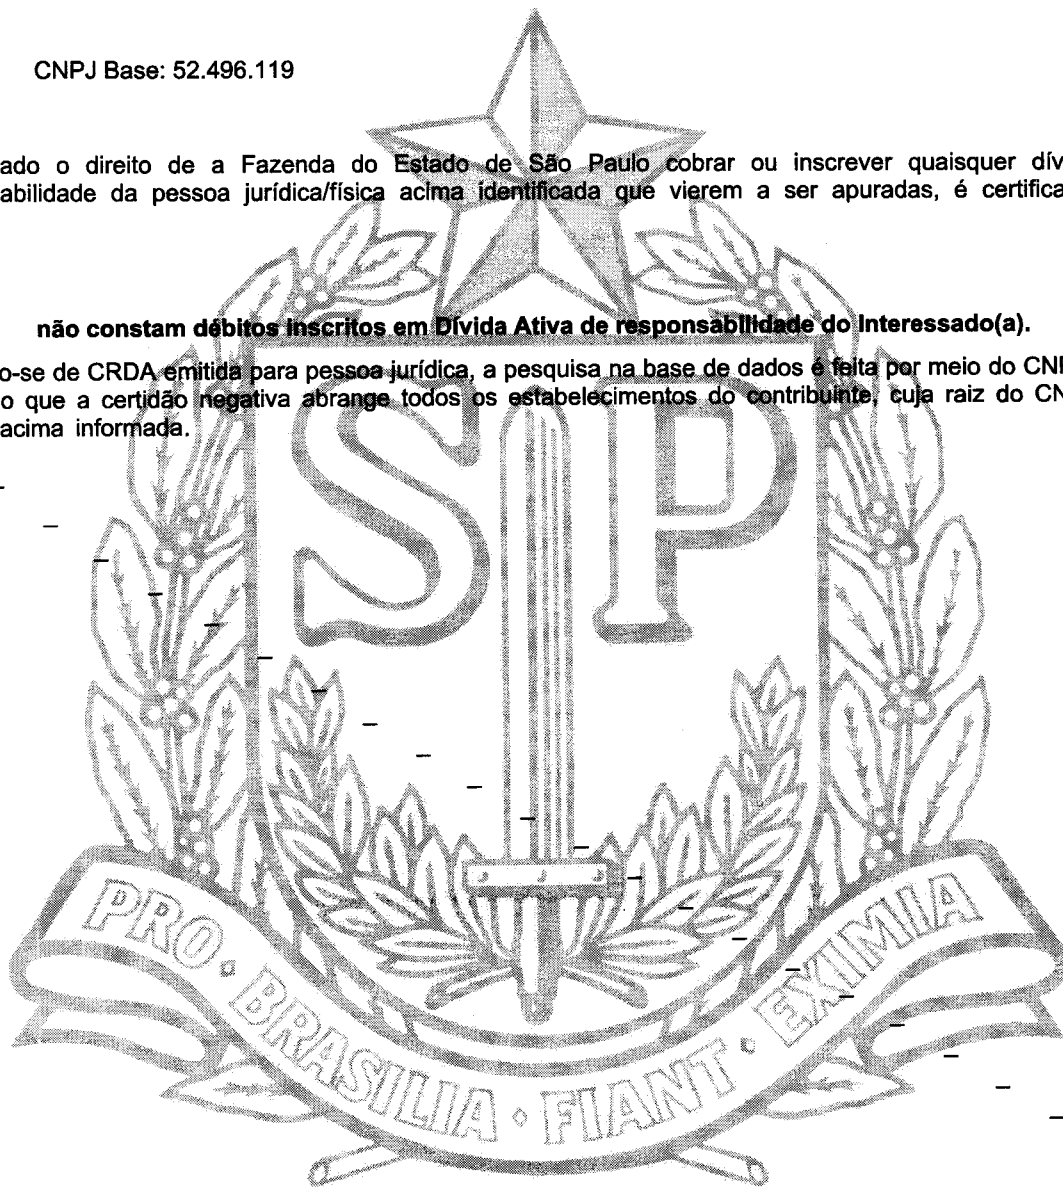 CNPJ Base: 52.496.119
ado o direito de a Fazenda do Estado de São Paulo cobrar ou inscrever quaisquer dív
abilidade da pessoa jurídica/física acima identificada que vierem a ser apuradas, é certifica
não constam débitos inscritos em Dívida Ativa de responsabilidade do Interessado(a).
o-se de CRDA emitida para pessoa jurídica, a pesquisa na base de dados é feita por meio do CN
o que a certidão negativa abrange todos os estabelecimentos do contribuinte, cuja raiz do CN
acima informada.
SP
PRO · BRASILIA · FIANT · EXIMIA